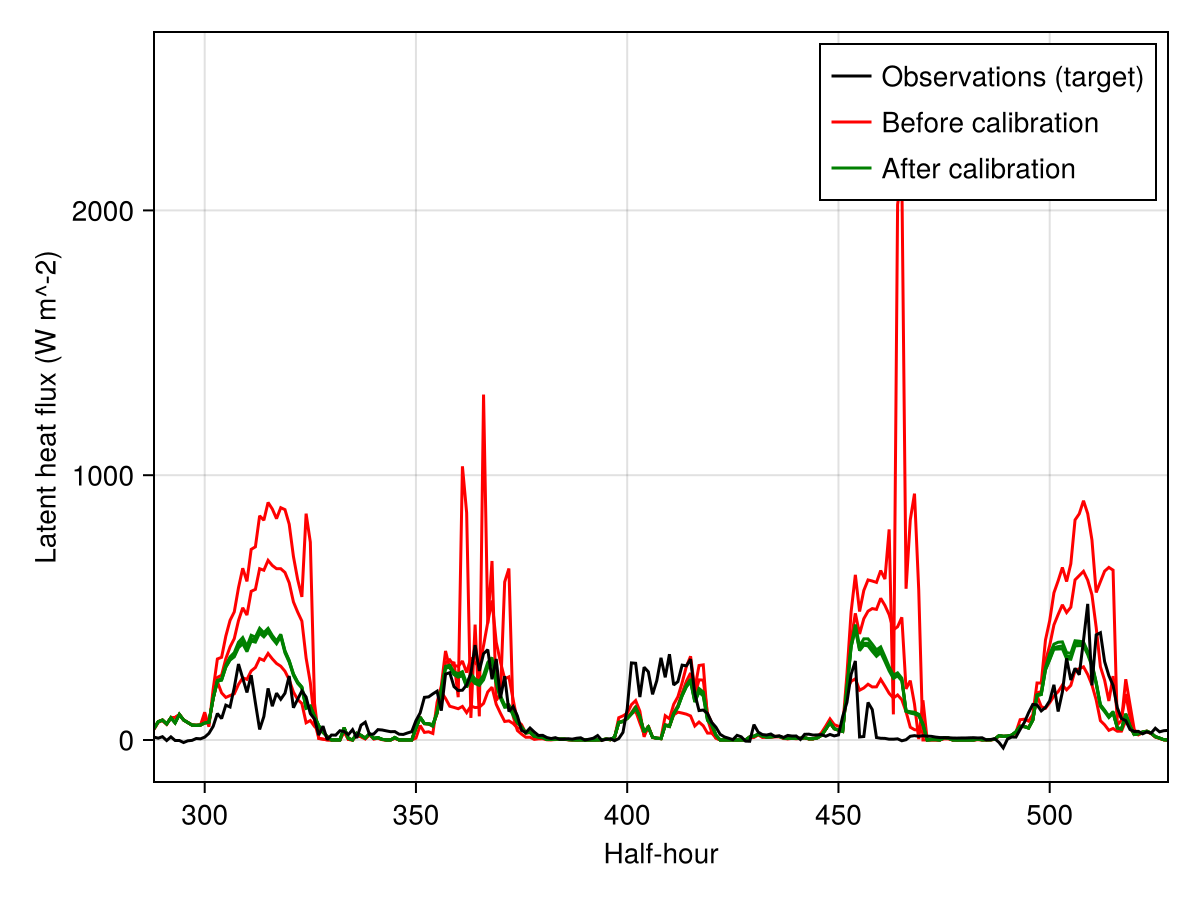 Observations (target)
Before calibration
After calibration
2000
1000
0
Latent heat flux (W m^-2)
300
350
400
450
500
Half-hour